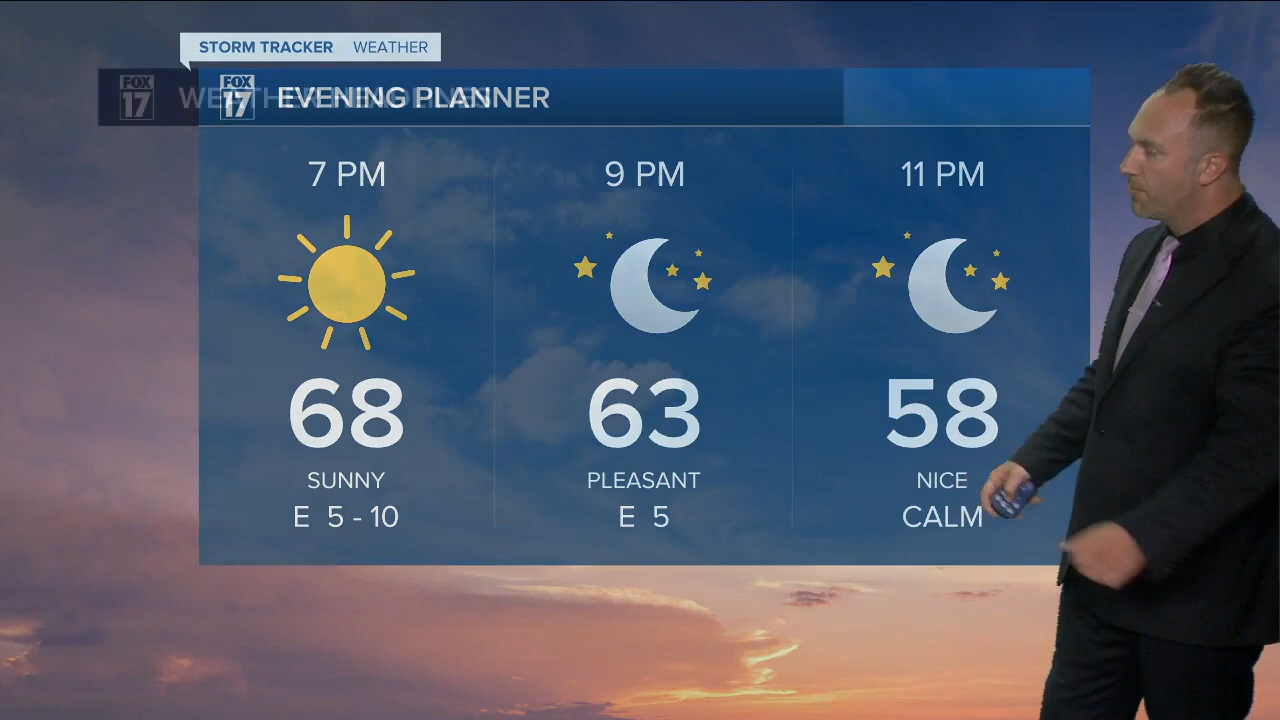 STORM TRACKER WEATHER
FOX
17
FOX
17
EVENING PLANNER
7 PM
9 PM
11 PM
68
63
58
SUNNY
PLEASANT
NICE
E 5 - 10
E 5
CALM